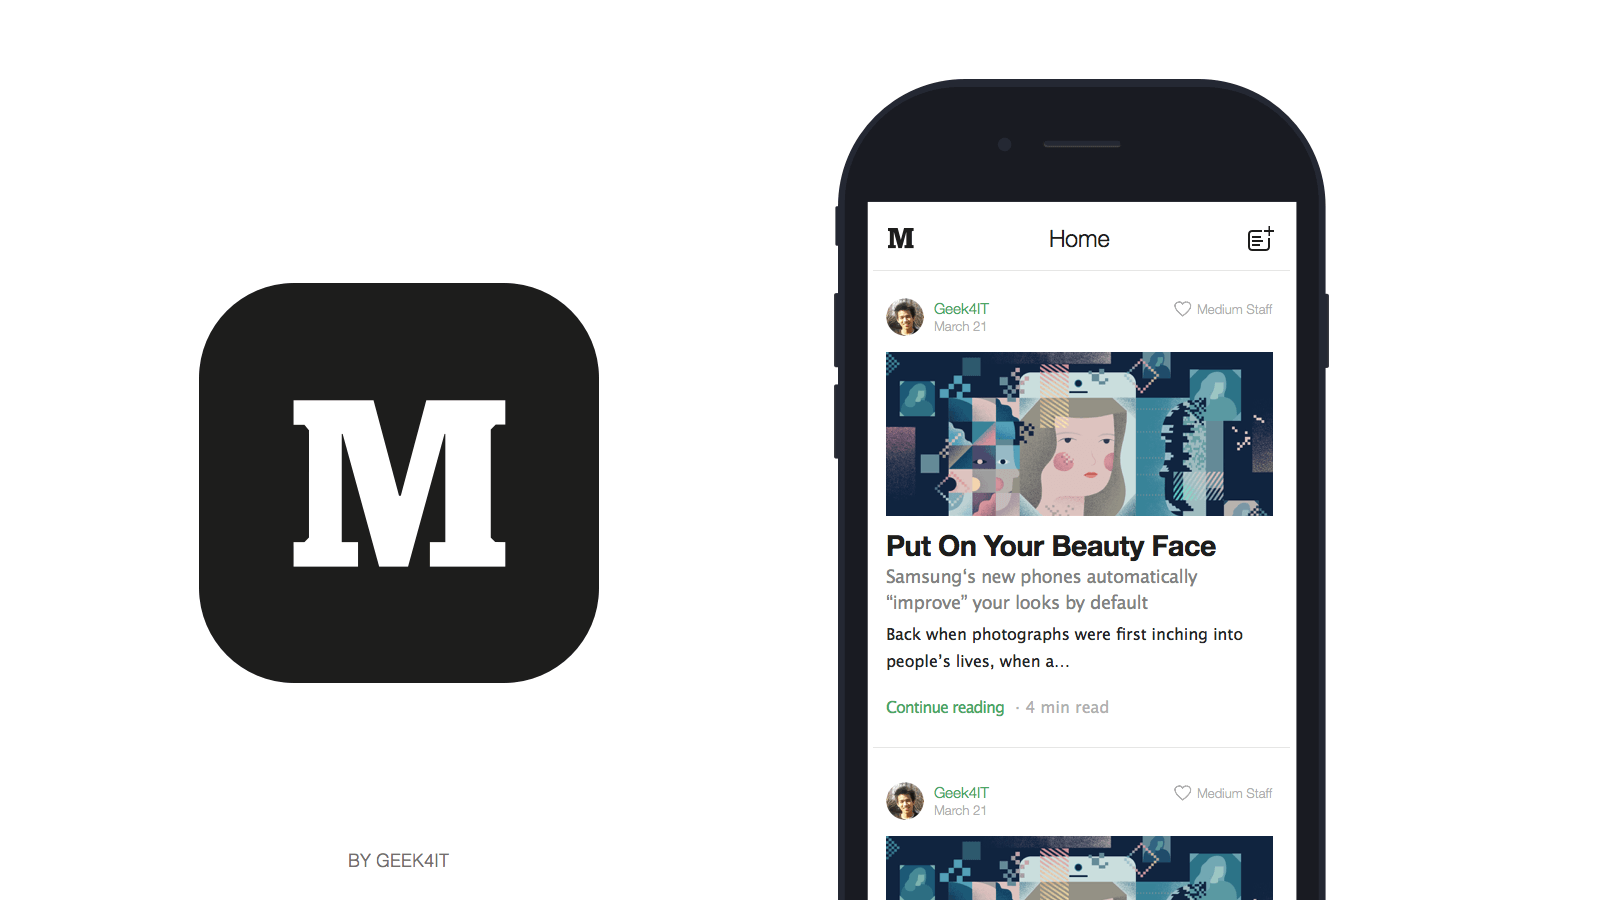 M
BY GEEK4IT
M
Home
Geek4IT
March 21
Medium Staff
Put On Your Beauty Face
Samsung‘s new phones automatically
“improve” your looks by default
Back when photographs were first inching into
people’s lives, when a…
Continue reading · 4 min read
Geek4IT
March 21
Medium Staff